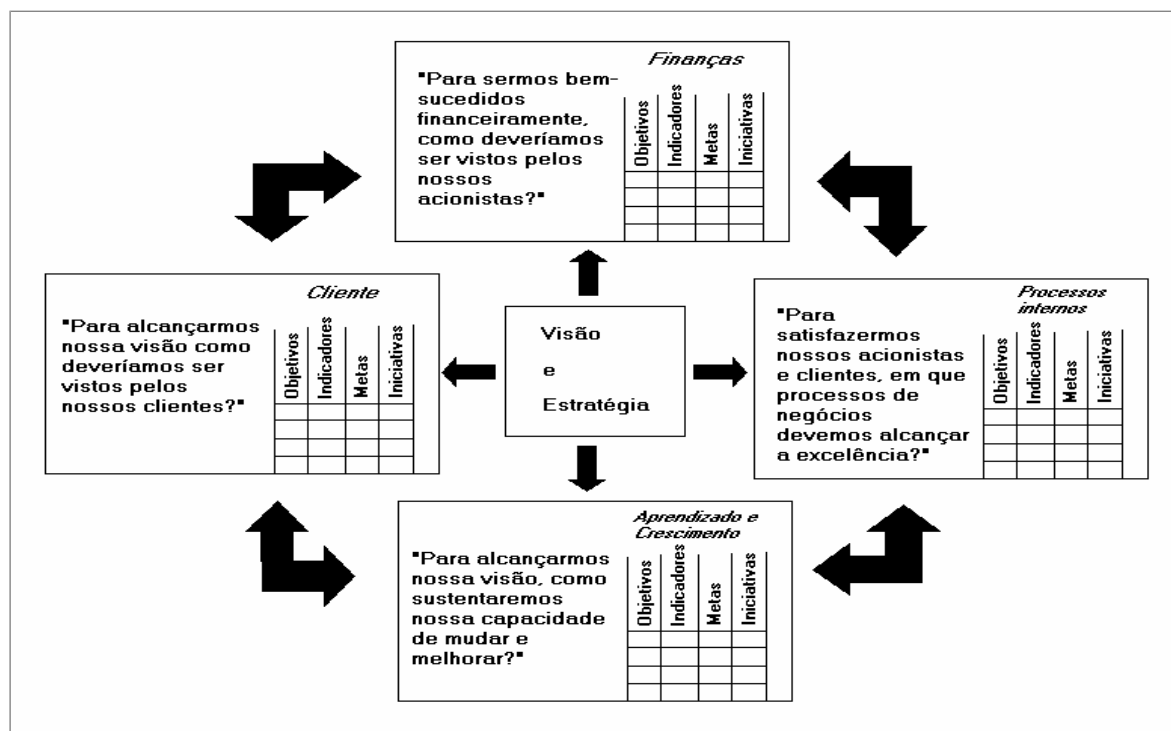 Finanças
"Para sermos bem-
sucedidos
financeiramente,
como deveríamos
ser vistos pelos
nossos
acionistas?"
Objetivos
Indicadores
Metas
Iniciativas
Cliente
"Para alcançarmos
nossa visão como
deveríamos ser
vistos pelos
nossos clientes?"
Objetivos
Indicadores
Metas
Iniciativas
Visão
e
Estratégia
Processos
internos
"Para
satisfazermos
nossos acionistas
e clientes, em que
processos de
negócios
devemos alcançar
a excelência?"
Objetivos
Indicadores
Metas
Iniciativas
Aprendizado e
Crescimento
"Para alcançarmos
nossa visão, como
sustentaremos
nossa capacidade
de mudar e
melhorar?"
Objetivos
Indicadores
Metas
Iniciativas